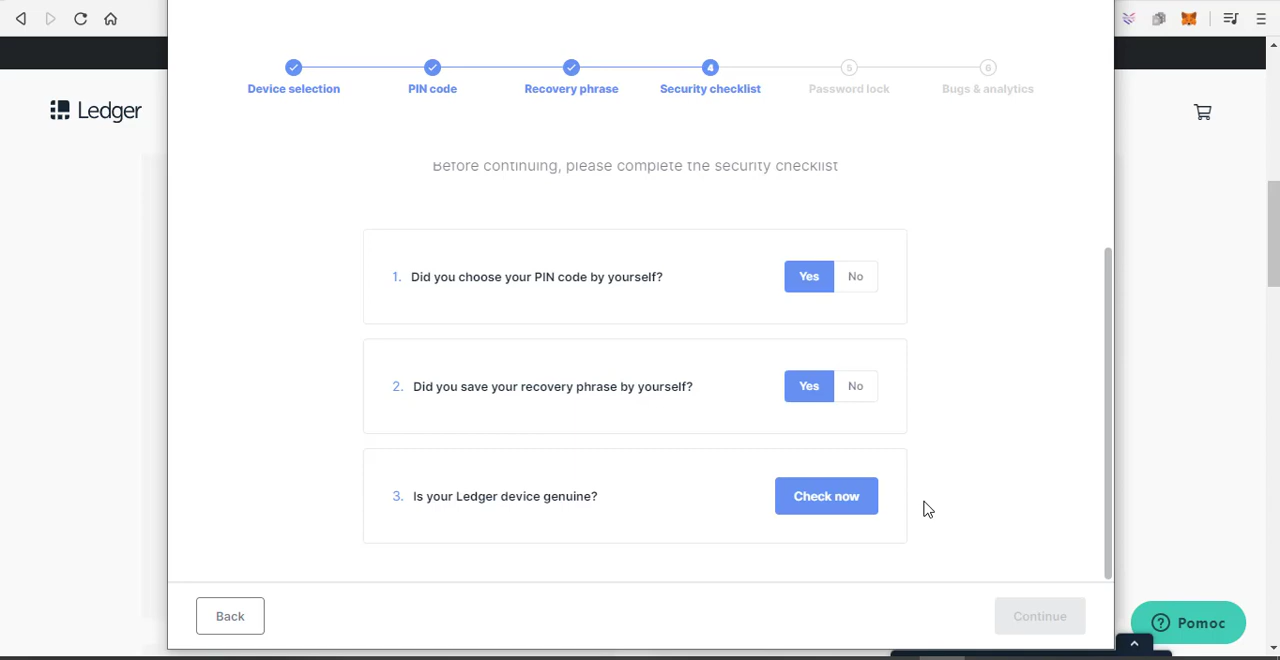 Device selection
PIN code
Recovery phrase
4
Security checklist
5
Password lock
6
Bugs & analytics
Ledger
Before continuing, please complete the security checklist
1. Did you choose your PIN code by yourself?
Yes
No
2. Did you save your recovery phrase by yourself?
Yes
No
3. Is your Ledger device genuine?
Check now
Back
Continue
? Pomoc